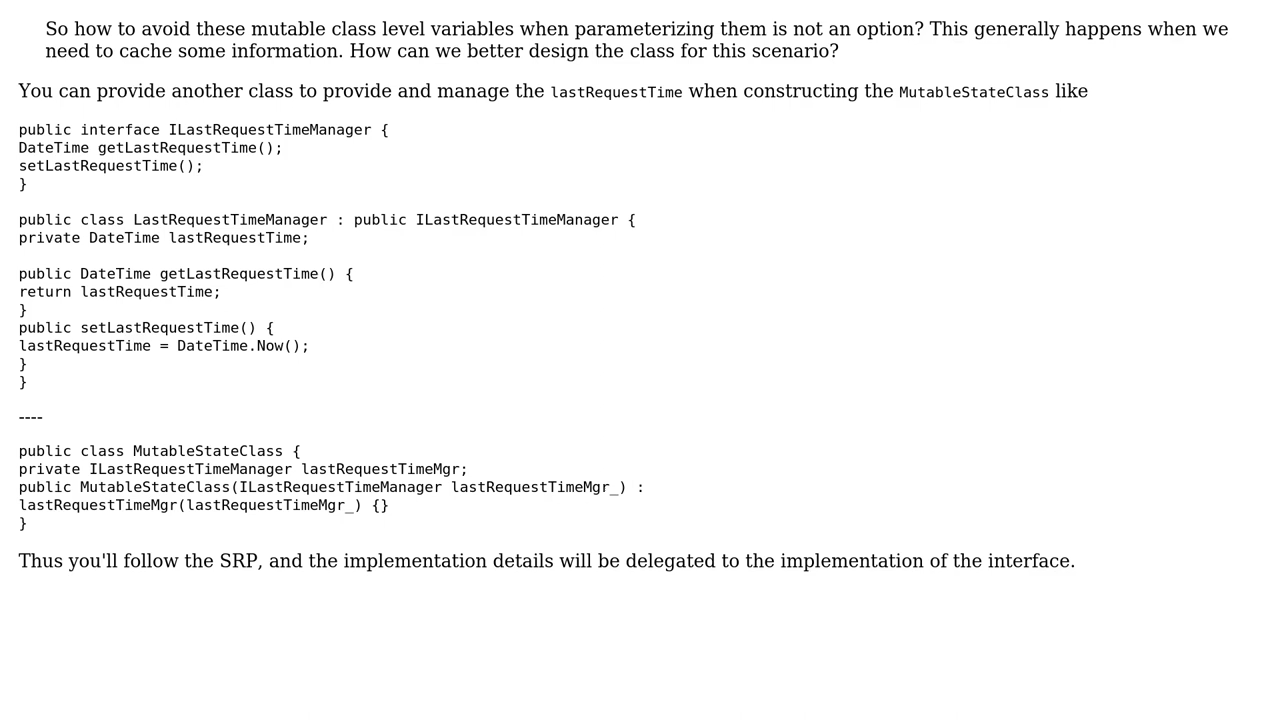 So how to avoid these mutable class level variables when parameterizing them is not an option? This generally happens when we
need to cache some information. How can we better design the class for this scenario?
You can provide another class to provide and manage the lastRequestTime when constructing the MutableStateClass like
public interface ILastRequestTimeManager {
DateTime getLastRequestTime();
setLastRequestTime();
}
public class LastRequestTimeManager : public ILastRequestTimeManager {
private DateTime lastRequestTime;
public DateTime getLastRequestTime() {
return lastRequestTime;
}
public setLastRequestTime() {
lastRequestTime = DateTime.Now();
}
}
----
public class MutableStateClass {
private ILastRequestTimeManager lastRequestTimeMgr;
public MutableStateClass(ILastRequestTimeManager lastRequestTimeMgr_) :
lastRequestTimeMgr(lastRequestTimeMgr_) {}
}
Thus you'll follow the SRP, and the implementation details will be delegated to the implementation of the interface.